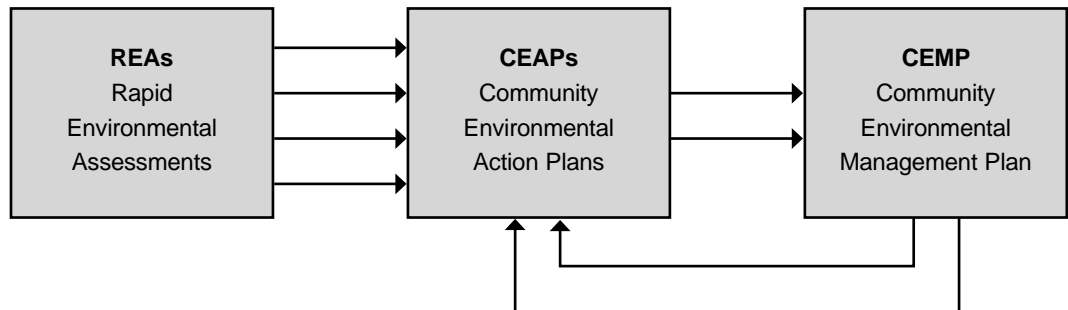 REAs
Rapid
Environmental
Assessments
CEAPs
Community
Environmental
Action Plans
CEMP
Community
Environmental
Management Plan